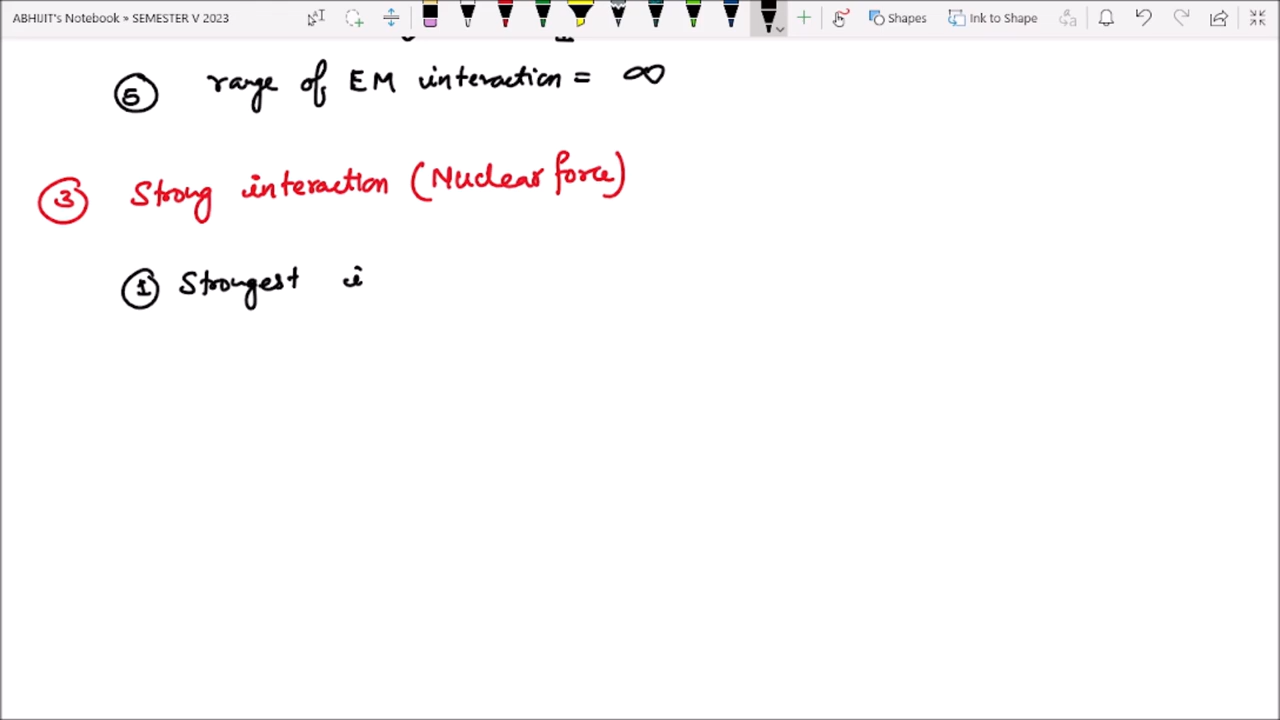 ABHIJIT's Notebook » SEMESTER V 2023
Shapes
Ink to Shape
5 range of EM interaction = ∞
3 Strong interaction (Nuclear force)
1 Strongest i